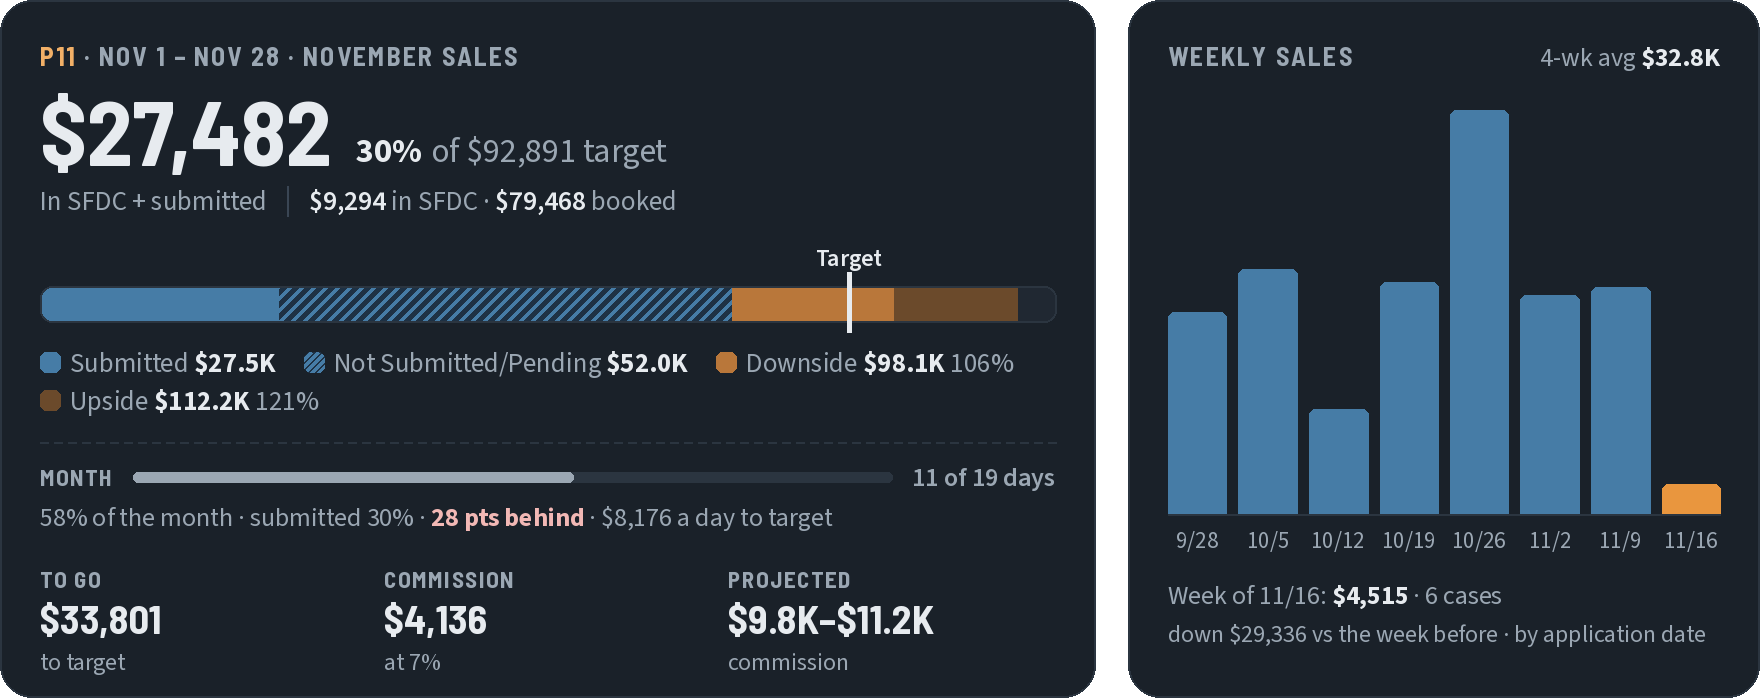 P11 · NOV 1 – NOV 28 · NOVEMBER SALES
$27,482 30% of $92,891 target
In SFDC + submitted $9,294 in SFDC · $79,468 booked
Target
Submitted $27.5K Not Submitted/Pending $52.0K Downside $98.1K 106%
Upside $112.2K 121%
MONTH 11 of 19 days
58% of the month · submitted 30% · 28 pts behind · $8,176 a day to target
TO GO COMMISSION PROJECTED
$33,801 $4,136 $9.8K–$11.2K
to target at 7% commission
WEEKLY SALES 4-wk avg $32.8K
9/28 10/5 10/12 10/19 10/26 11/2 11/9 11/16
Week of 11/16: $4,515 · 6 cases
down $29,336 vs the week before · by application date